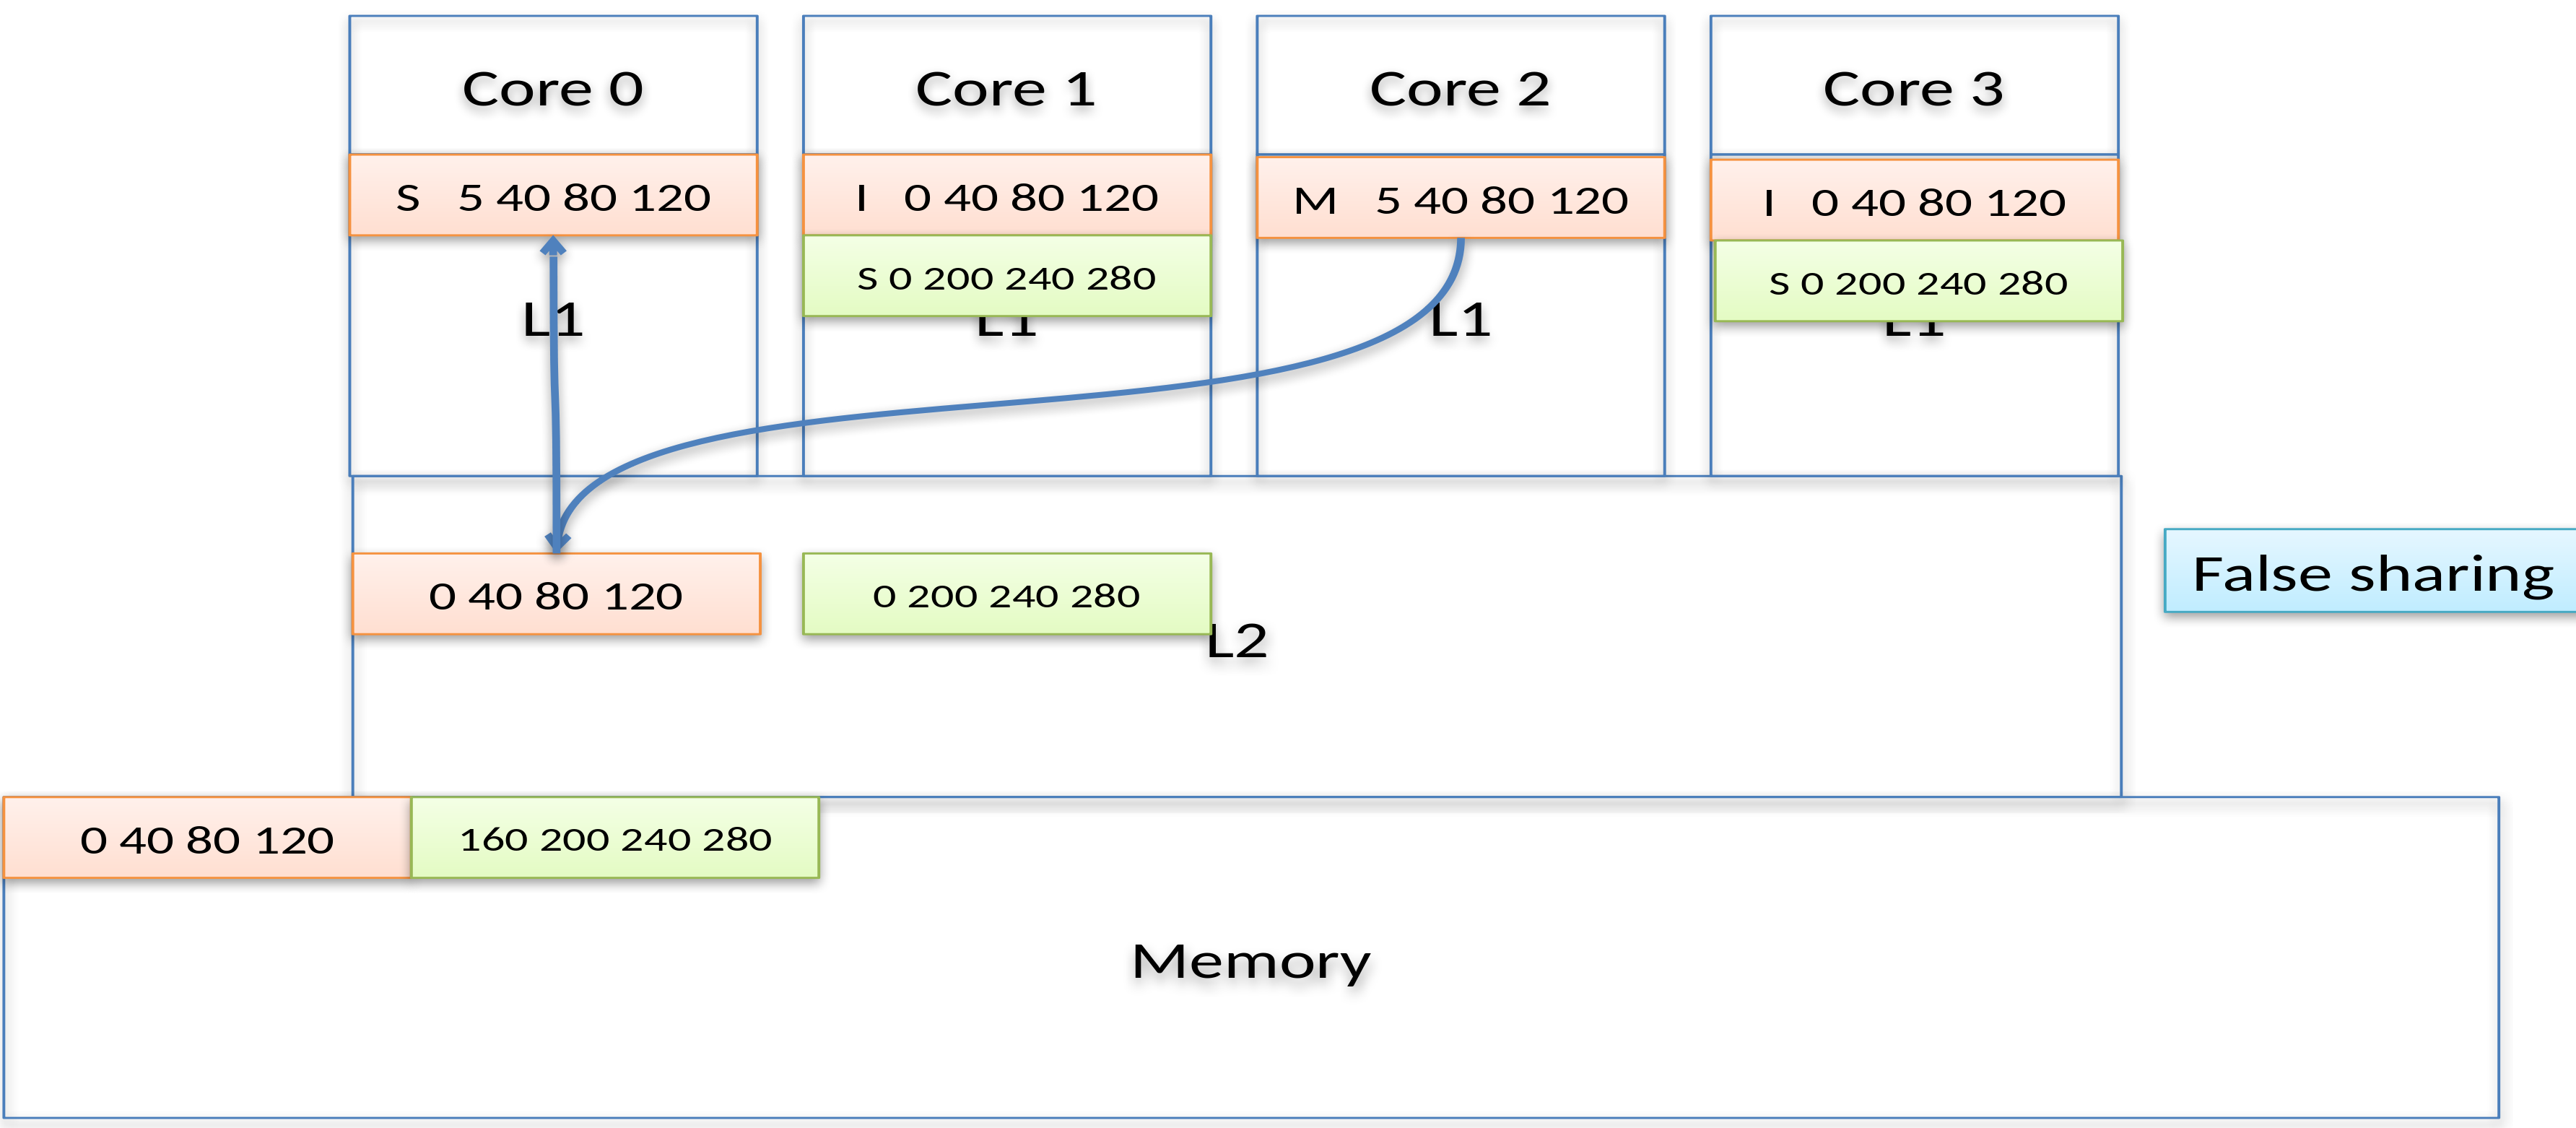 Core 0
Core 1
Core 2
Core 3
S 5 40 80 120
I 0 40 80 120
M 5 40 80 120
I 0 40 80 120
S 0 200 240 280
S 0 200 240 280
L1
L1
L1
L1
False sharing
0 40 80 120
0 200 240 280
L2
0 40 80 120
160 200 240 280
Memory